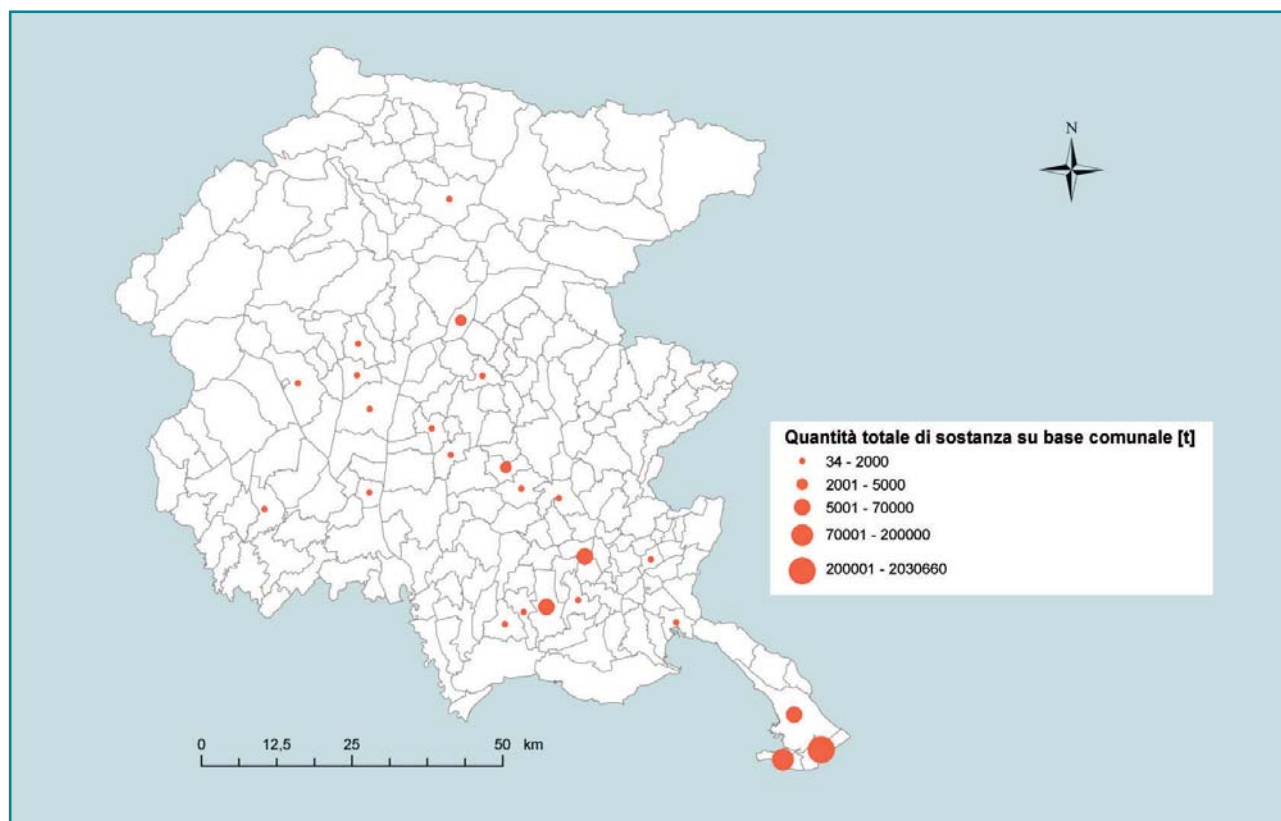 N
Quantità totale di sostanza su base comunale [t]
34 - 2000
2001 - 5000
5001 - 70000
70001 - 200000
200001 - 2030660
0 12,5 25 50 km